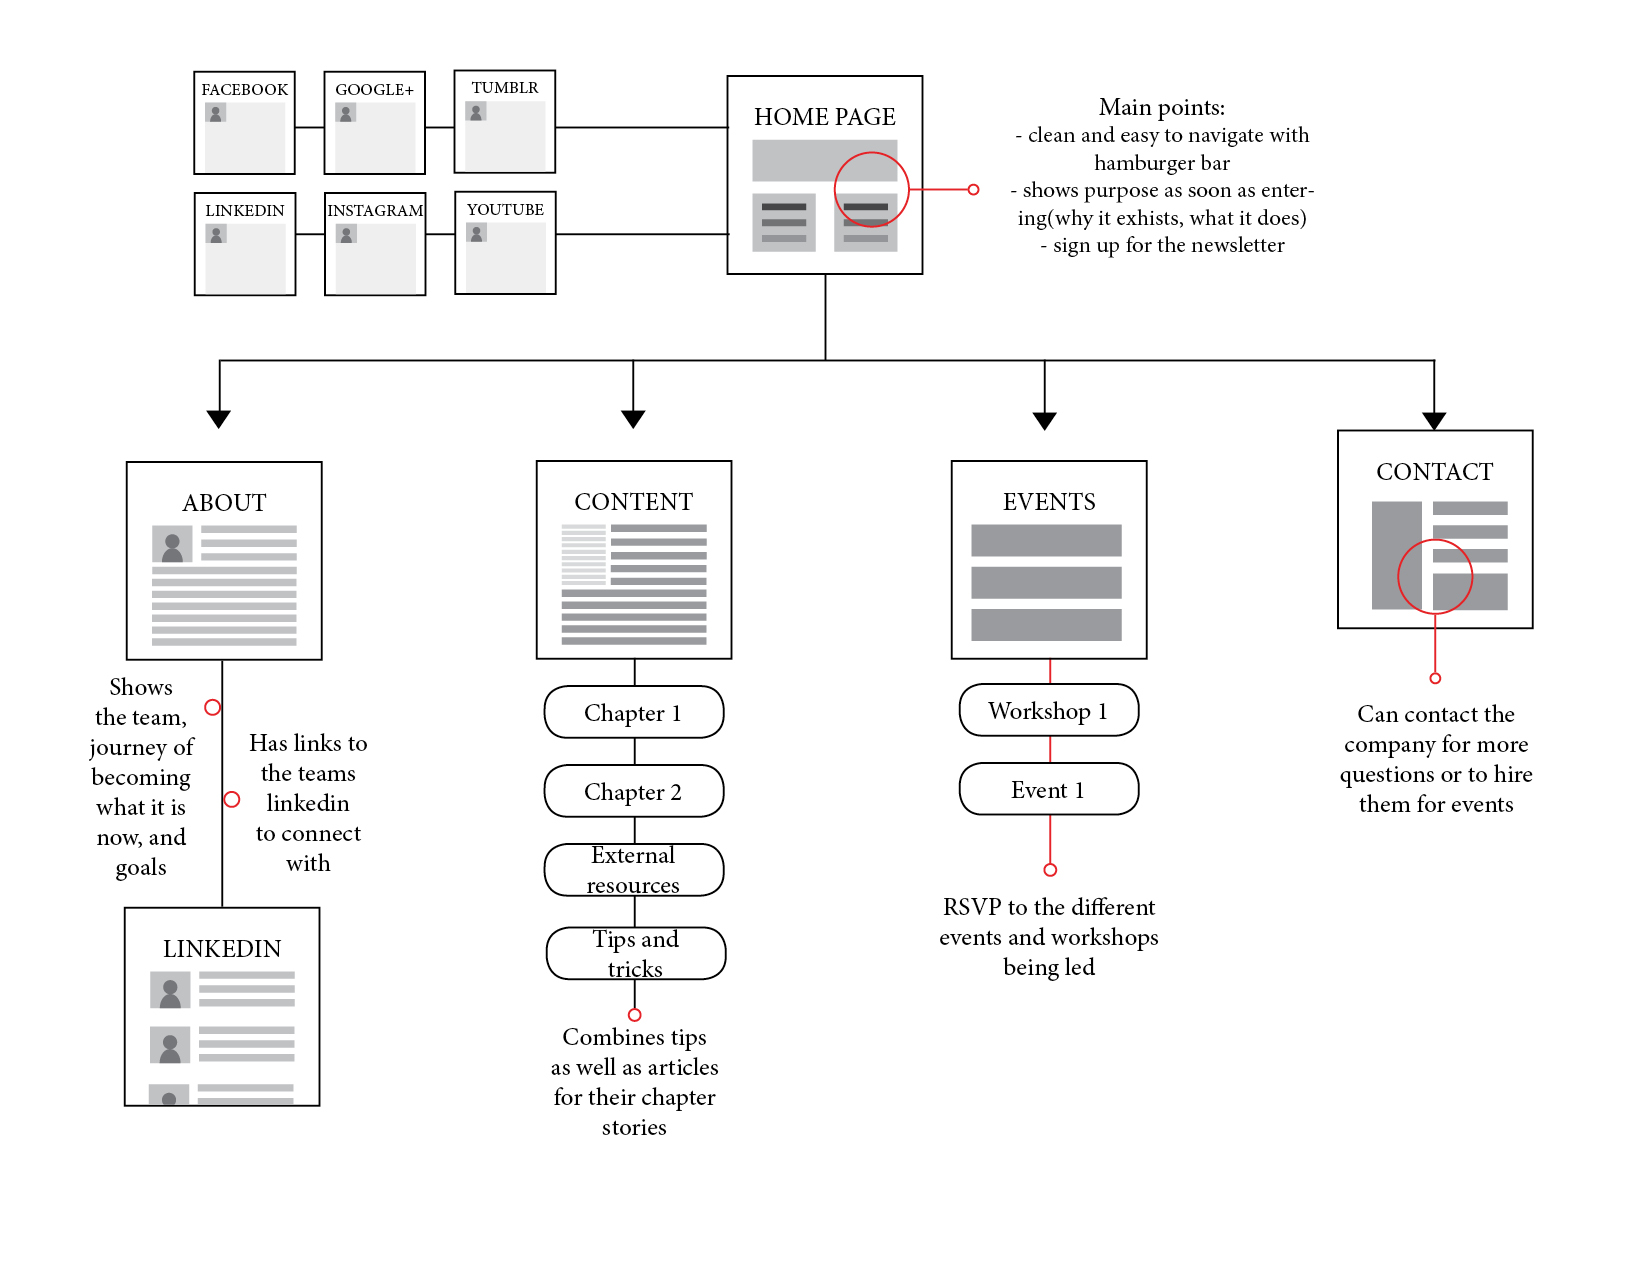 FACEBOOK
GOOGLE+
TUMBLR
LINKEDIN
INSTAGRAM
YOUTUBE
HOME PAGE
Main points:
- clean and easy to navigate with
hamburger bar
- shows purpose as soon as enter-
ing(why it exhists, what it does)
- sign up for the newsletter
ABOUT
Shows
the team,
journey of
becoming
what it is
now, and
goals
Has links to
the teams
linkedin
to connect
with
LINKEDIN
CONTENT
Chapter 1
Chapter 2
External
resources
Tips and
tricks
Combines tips
as well as articles
for their chapter
stories
EVENTS
Workshop 1
Event 1
RSVP to the different
events and workshops
being led
CONTACT
Can contact the
company for more
questions or to hire
them for events